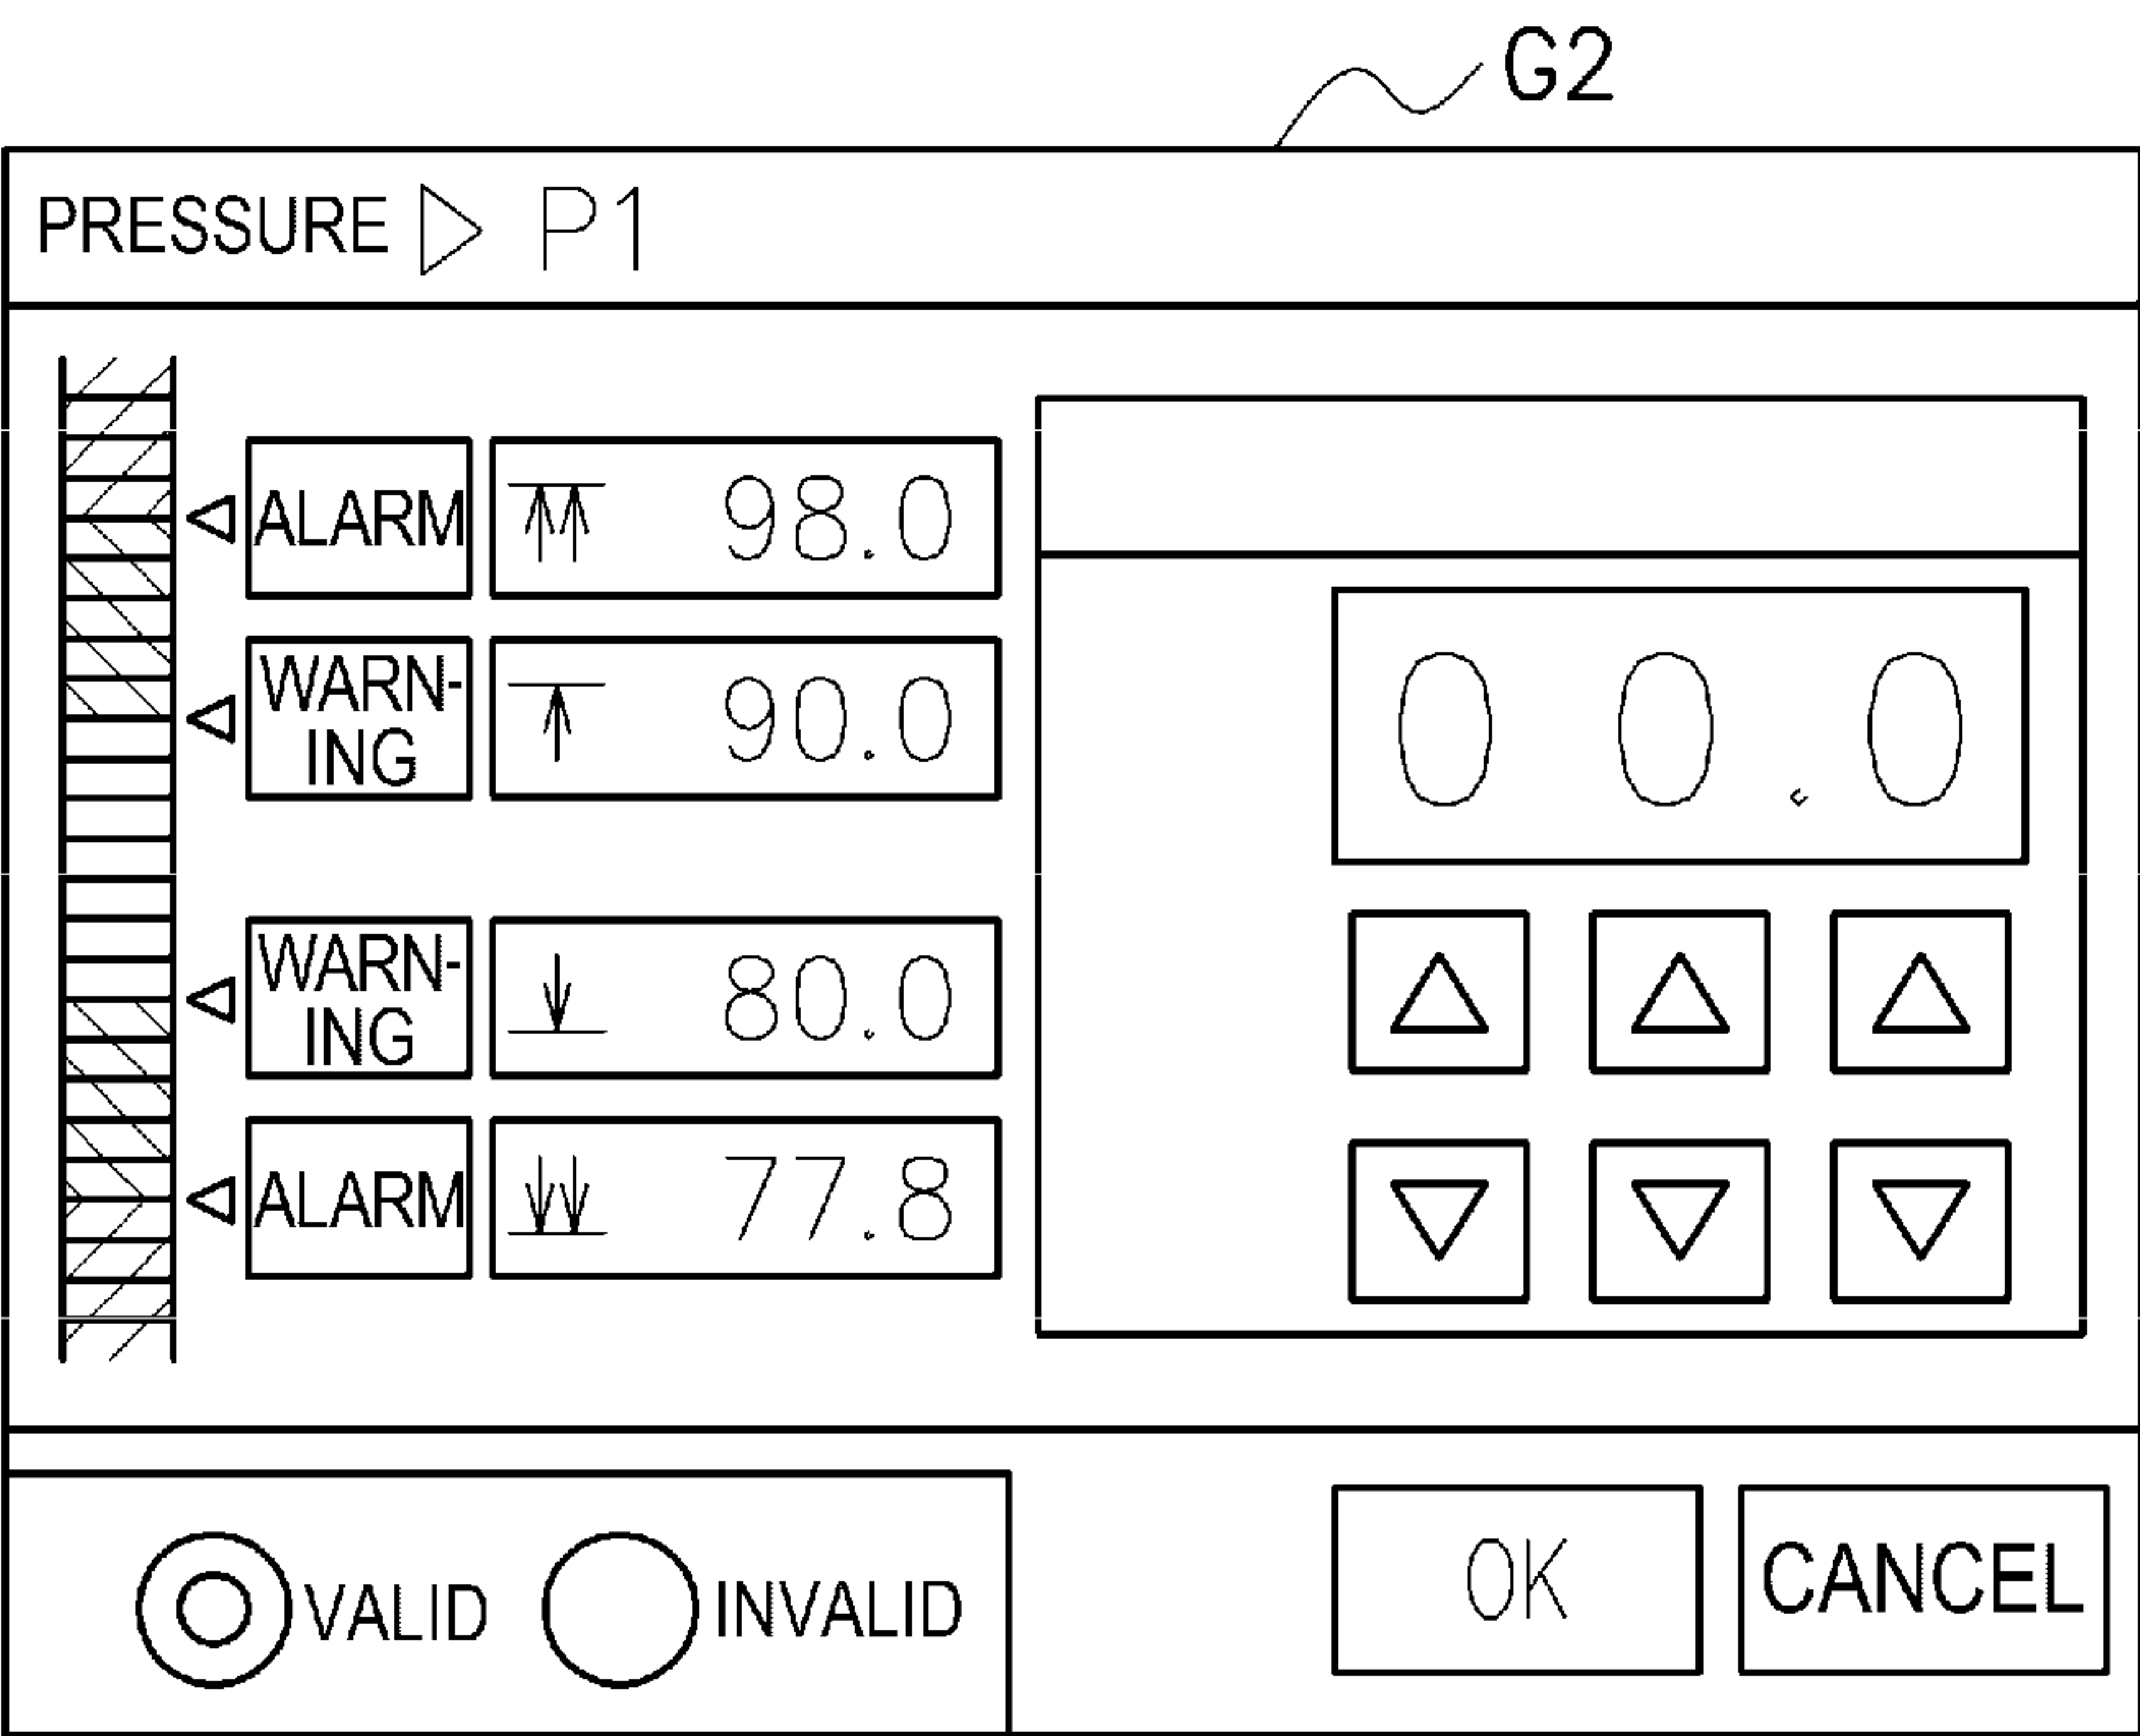 G2
PRESSURE ▷ P1
ALARM 98.0
WARN-
ING 90.0
00.0
WARN-
ING 80.0
ALARM 77.8
VALID INVALID
OK CANCEL